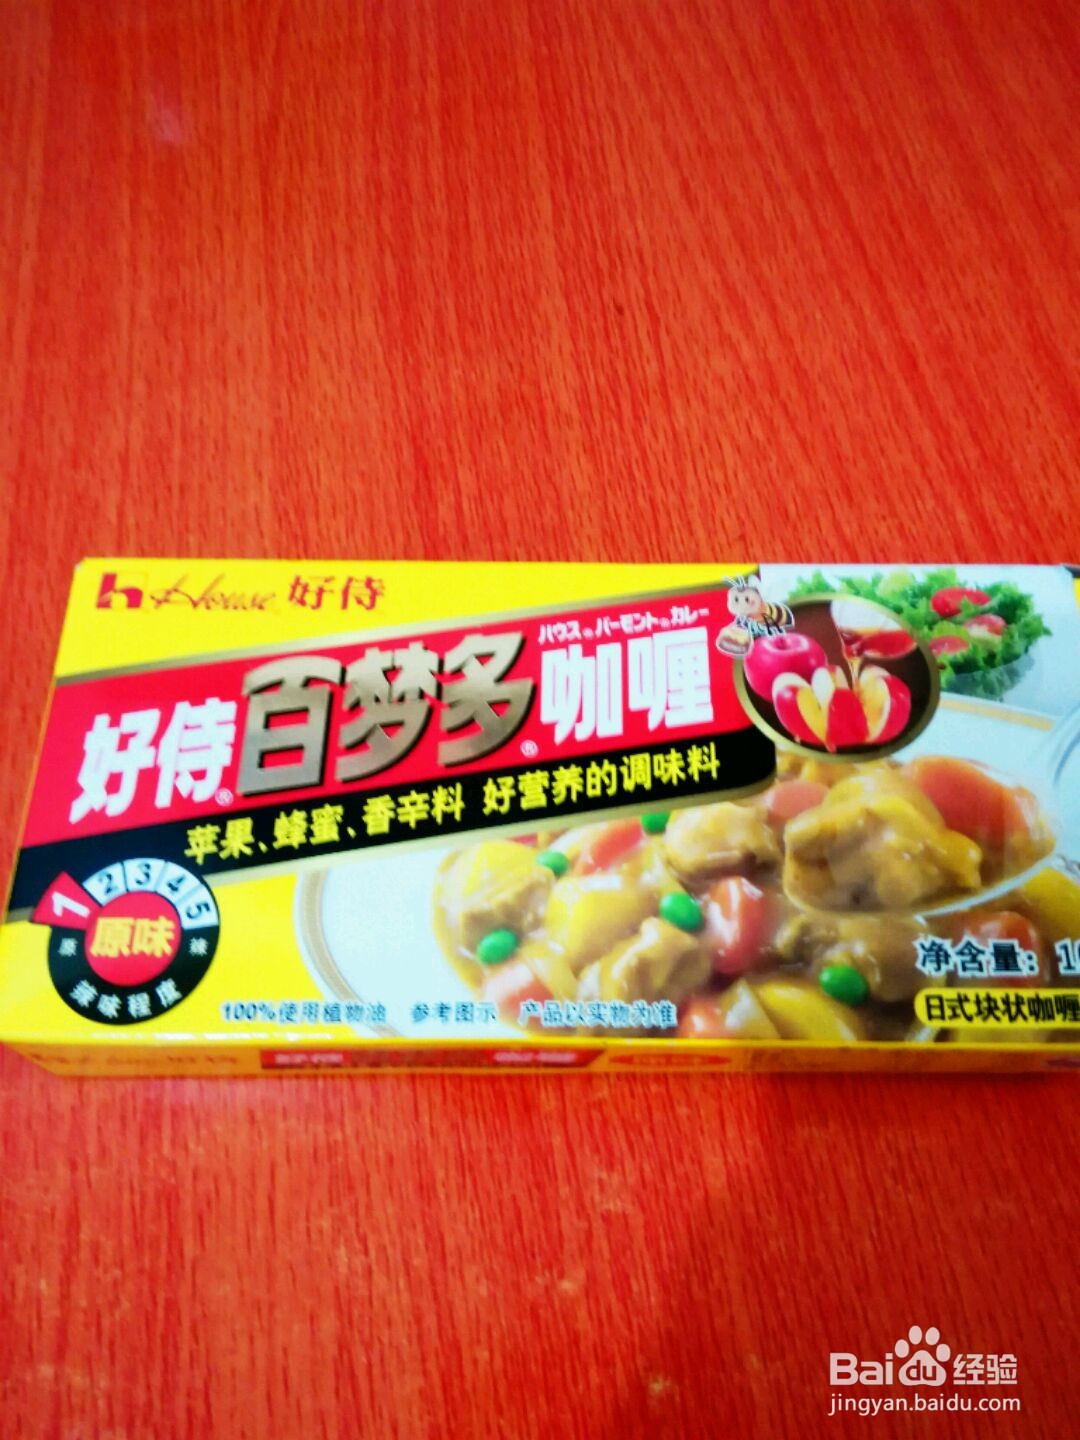 House 好侍
ハウス®バーモント®カレー
好侍®百梦多®咖喱
苹果、蜂蜜、香辛料 好营养的调味料
1 2 3 4 5
原味
原 辣
辣味程度
100%使用植物油 参考图示 产品以实物为准
净含量:
日式块状咖喱
Baidu经验
jingyan.baidu.com